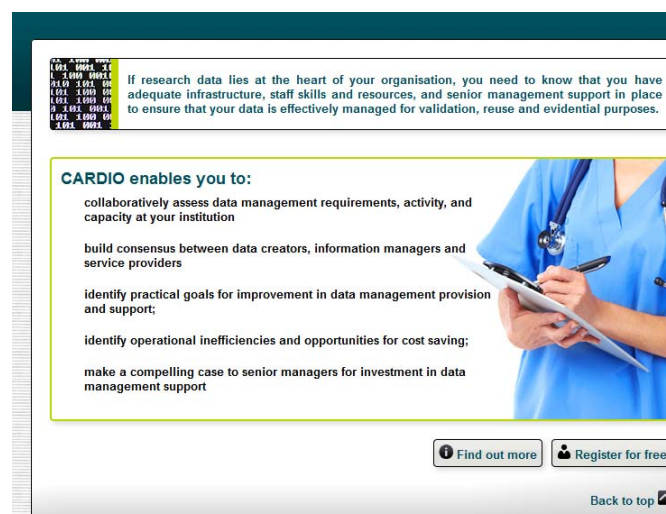 If research data lies at the heart of your organisation, you need to know that you have
adequate infrastructure, staff skills and resources, and senior management support in place
to ensure that your data is effectively managed for validation, reuse and evidential purposes.
CARDIO enables you to:
collaboratively assess data management requirements, activity, and
capacity at your institution
build consensus between data creators, information managers and
service providers
identify practical goals for improvement in data management provision
and support;
identify operational inefficiencies and opportunities for cost saving;
make a compelling case to senior managers for investment in data
management support
Find out more
Register for free
Back to top